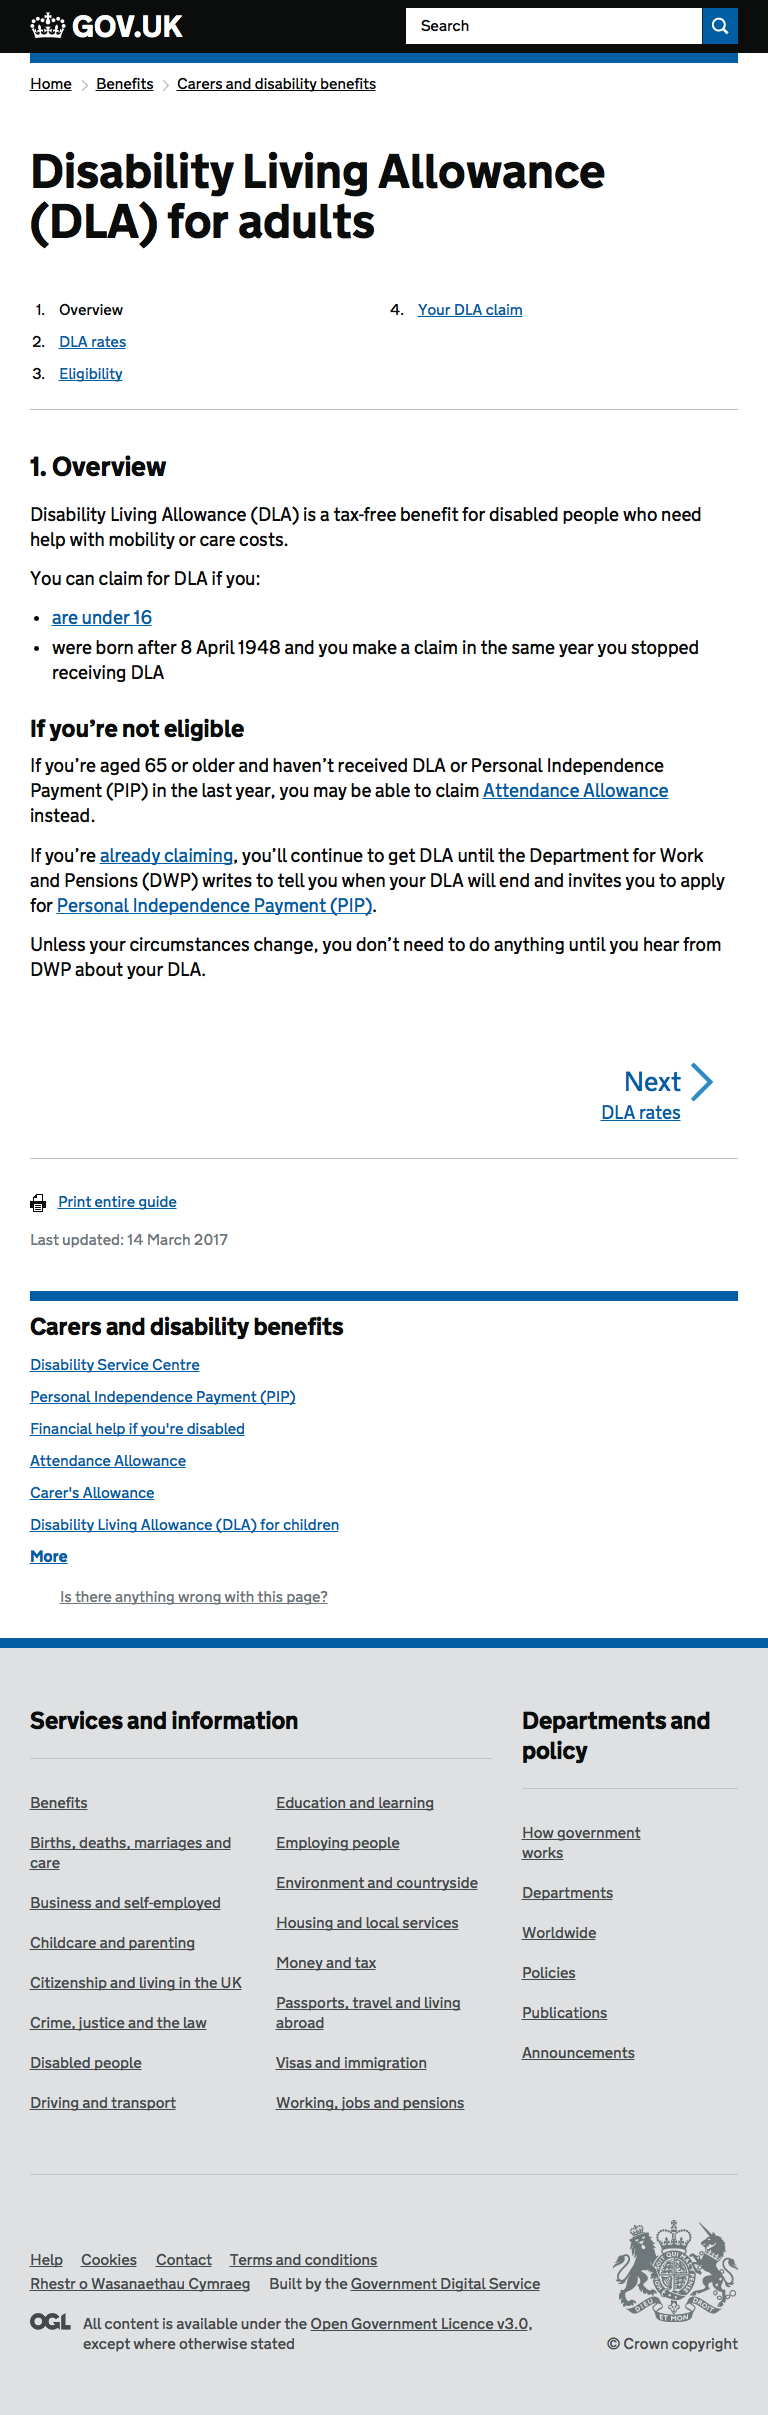 GOV.UK
Search
Home
Benefits
Carers and disability benefits
Disability Living Allowance
(DLA) for adults
1. Overview
2. DLA rates
3. Eligibility
4. Your DLA claim
1. Overview
Disability Living Allowance (DLA) is a tax-free benefit for disabled people who need
help with mobility or care costs.
You can claim for DLA if you:
• are under 16
• were born after 8 April 1948 and you make a claim in the same year you stopped
receiving DLA
If you’re not eligible
If you’re aged 65 or older and haven’t received DLA or Personal Independence
Payment (PIP) in the last year, you may be able to claim Attendance Allowance
instead.
If you’re already claiming, you’ll continue to get DLA until the Department for Work
and Pensions (DWP) writes to tell you when your DLA will end and invites you to apply
for Personal Independence Payment (PIP).
Unless your circumstances change, you don’t need to do anything until you hear from
DWP about your DLA.
Next
DLA rates
Print entire guide
Last updated: 14 March 2017
Carers and disability benefits
Disability Service Centre
Personal Independence Payment (PIP)
Financial help if you're disabled
Attendance Allowance
Carer's Allowance
Disability Living Allowance (DLA) for children
More
Is there anything wrong with this page?
Services and information
Benefits
Births, deaths, marriages and
care
Business and self-employed
Childcare and parenting
Citizenship and living in the UK
Crime, justice and the law
Disabled people
Driving and transport
Education and learning
Employing people
Environment and countryside
Housing and local services
Money and tax
Passports, travel and living
abroad
Visas and immigration
Working, jobs and pensions
Departments and
policy
How government
works
Departments
Worldwide
Policies
Publications
Announcements
Help Cookies Contact Terms and conditions
Rhestr o Wasanaethau Cymraeg Built by the Government Digital Service
OGL
All content is available under the Open Government Licence v3.0,
except where otherwise stated
DIEU ET MON DROIT
© Crown copyright